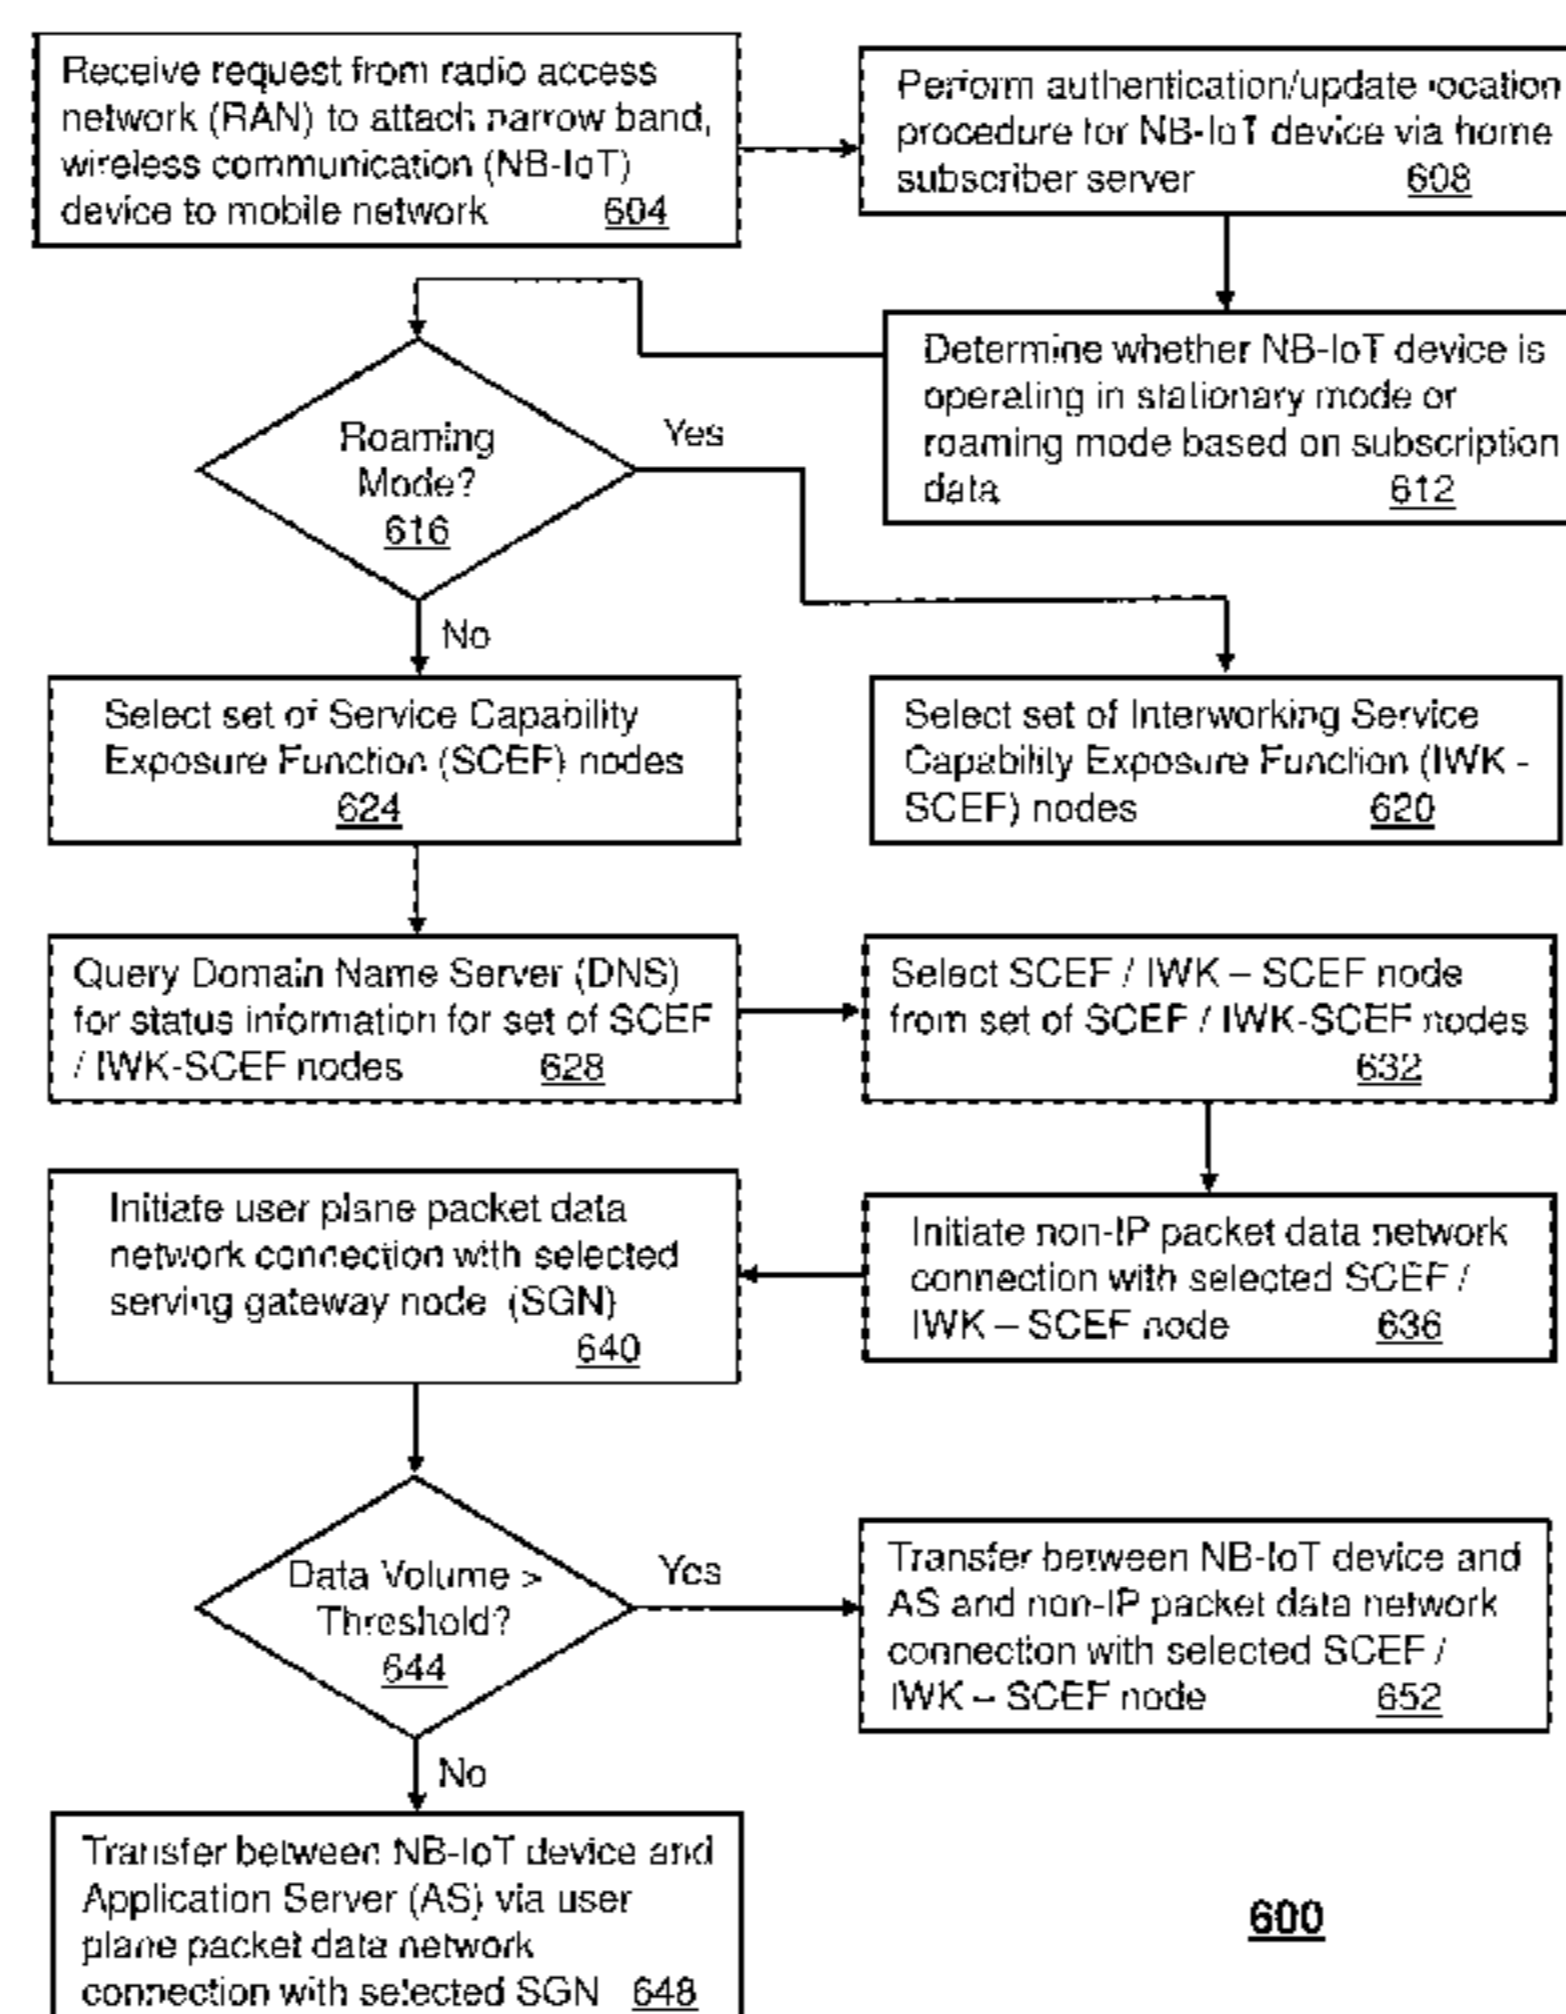 Receive request from radio access
network (RAN) to attach narrow band,
wireless communication (NB-IoT)
device to mobile network 604
Perform authentication/update location
procedure for NB-IoT device via home
subscriber server 608
Determine whether NB-IoT device is
operating in stationary mode or
roaming mode based on subscription
data 612
Roaming
Mode?
616
Yes
No
Select set of Service Capability
Exposure Function (SCEF) nodes
624
Select set of Interworking Service
Capability Exposure Function (IWK -
SCEF) nodes 620
Query Domain Name Server (DNS)
for status information for set of SCEF
/ IWK-SCEF nodes 628
Select SCEF / IWK – SCEF node
from set of SCEF / IWK-SCEF nodes
632
Initiate non-IP packet data network
connection with selected SCEF /
IWK – SCEF node 636
Initiate user plane packet data
network connection with selected
serving gateway node (SGN)
640
Data Volume >
Threshold?
644
Yes
No
Transfer between NB-IoT device and
AS and non-IP packet data network
connection with selected SCEF /
IWK – SCEF node 652
Transfer between NB-IoT device and
Application Server (AS) via user
plane packet data network
connection with selected SGN 648
600